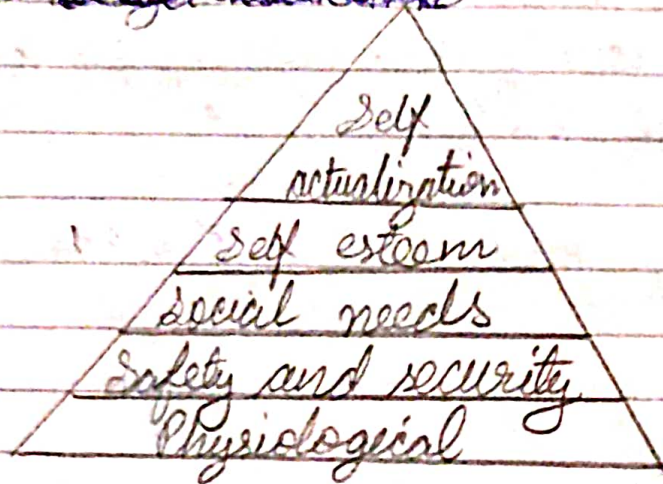 Self
actualization
Self esteem
Social needs
Safety and security
Physiological